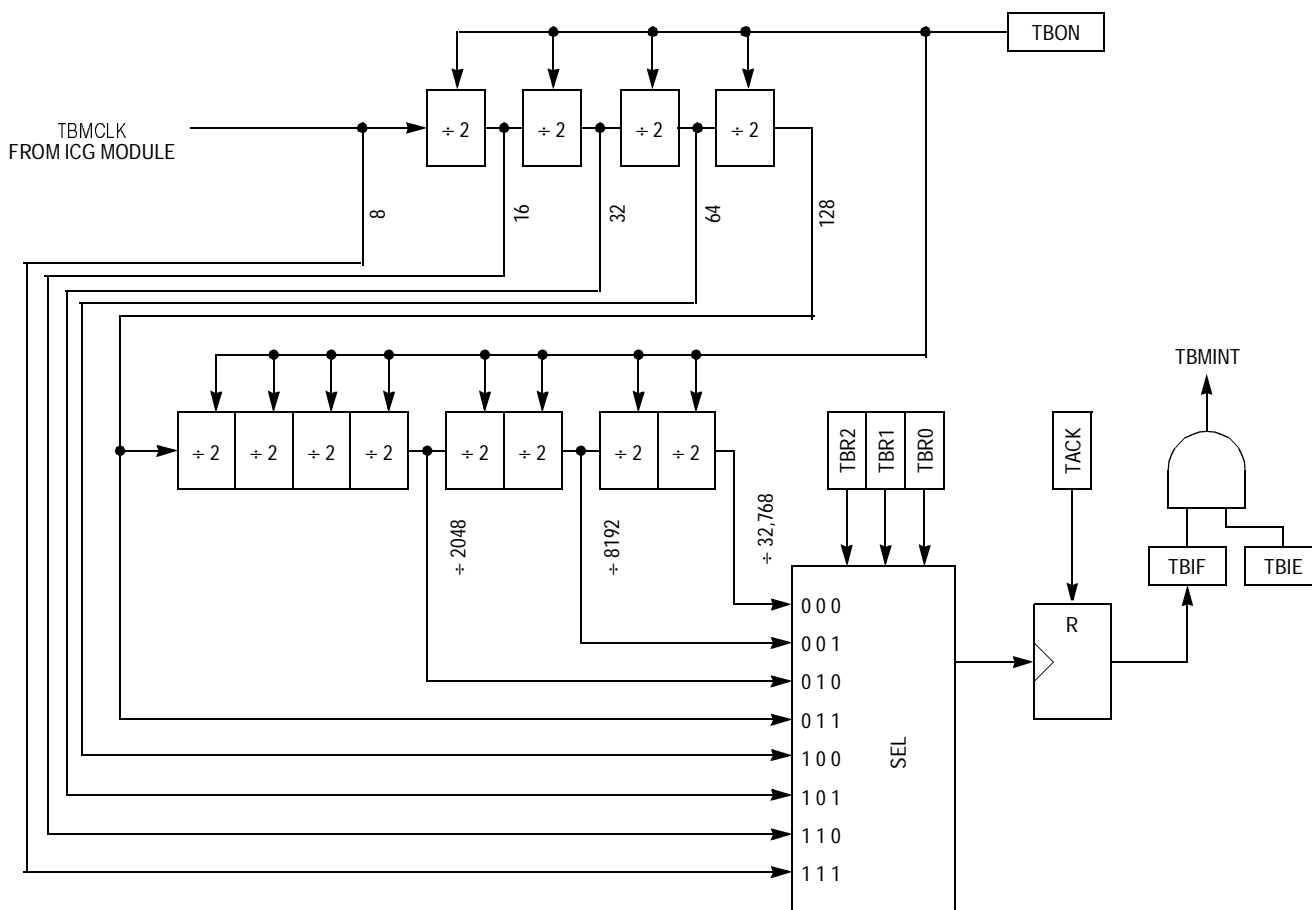 TBON
TBMCLK
FROM ICG MODULE
÷ 2
÷ 2
÷ 2
÷ 2
8
16
32
64
128
TBMINT
÷ 2
÷ 2
÷ 2
÷ 2
÷ 2
÷ 2
÷ 2
÷ 2
TBR2
TBR1
TBR0
TACK
÷ 2048
÷ 8192
÷ 32,768
TBIF
TBIE
0 0 0
R
0 0 1
0 1 0
0 1 1
SEL
1 0 0
1 0 1
1 1 0
1 1 1